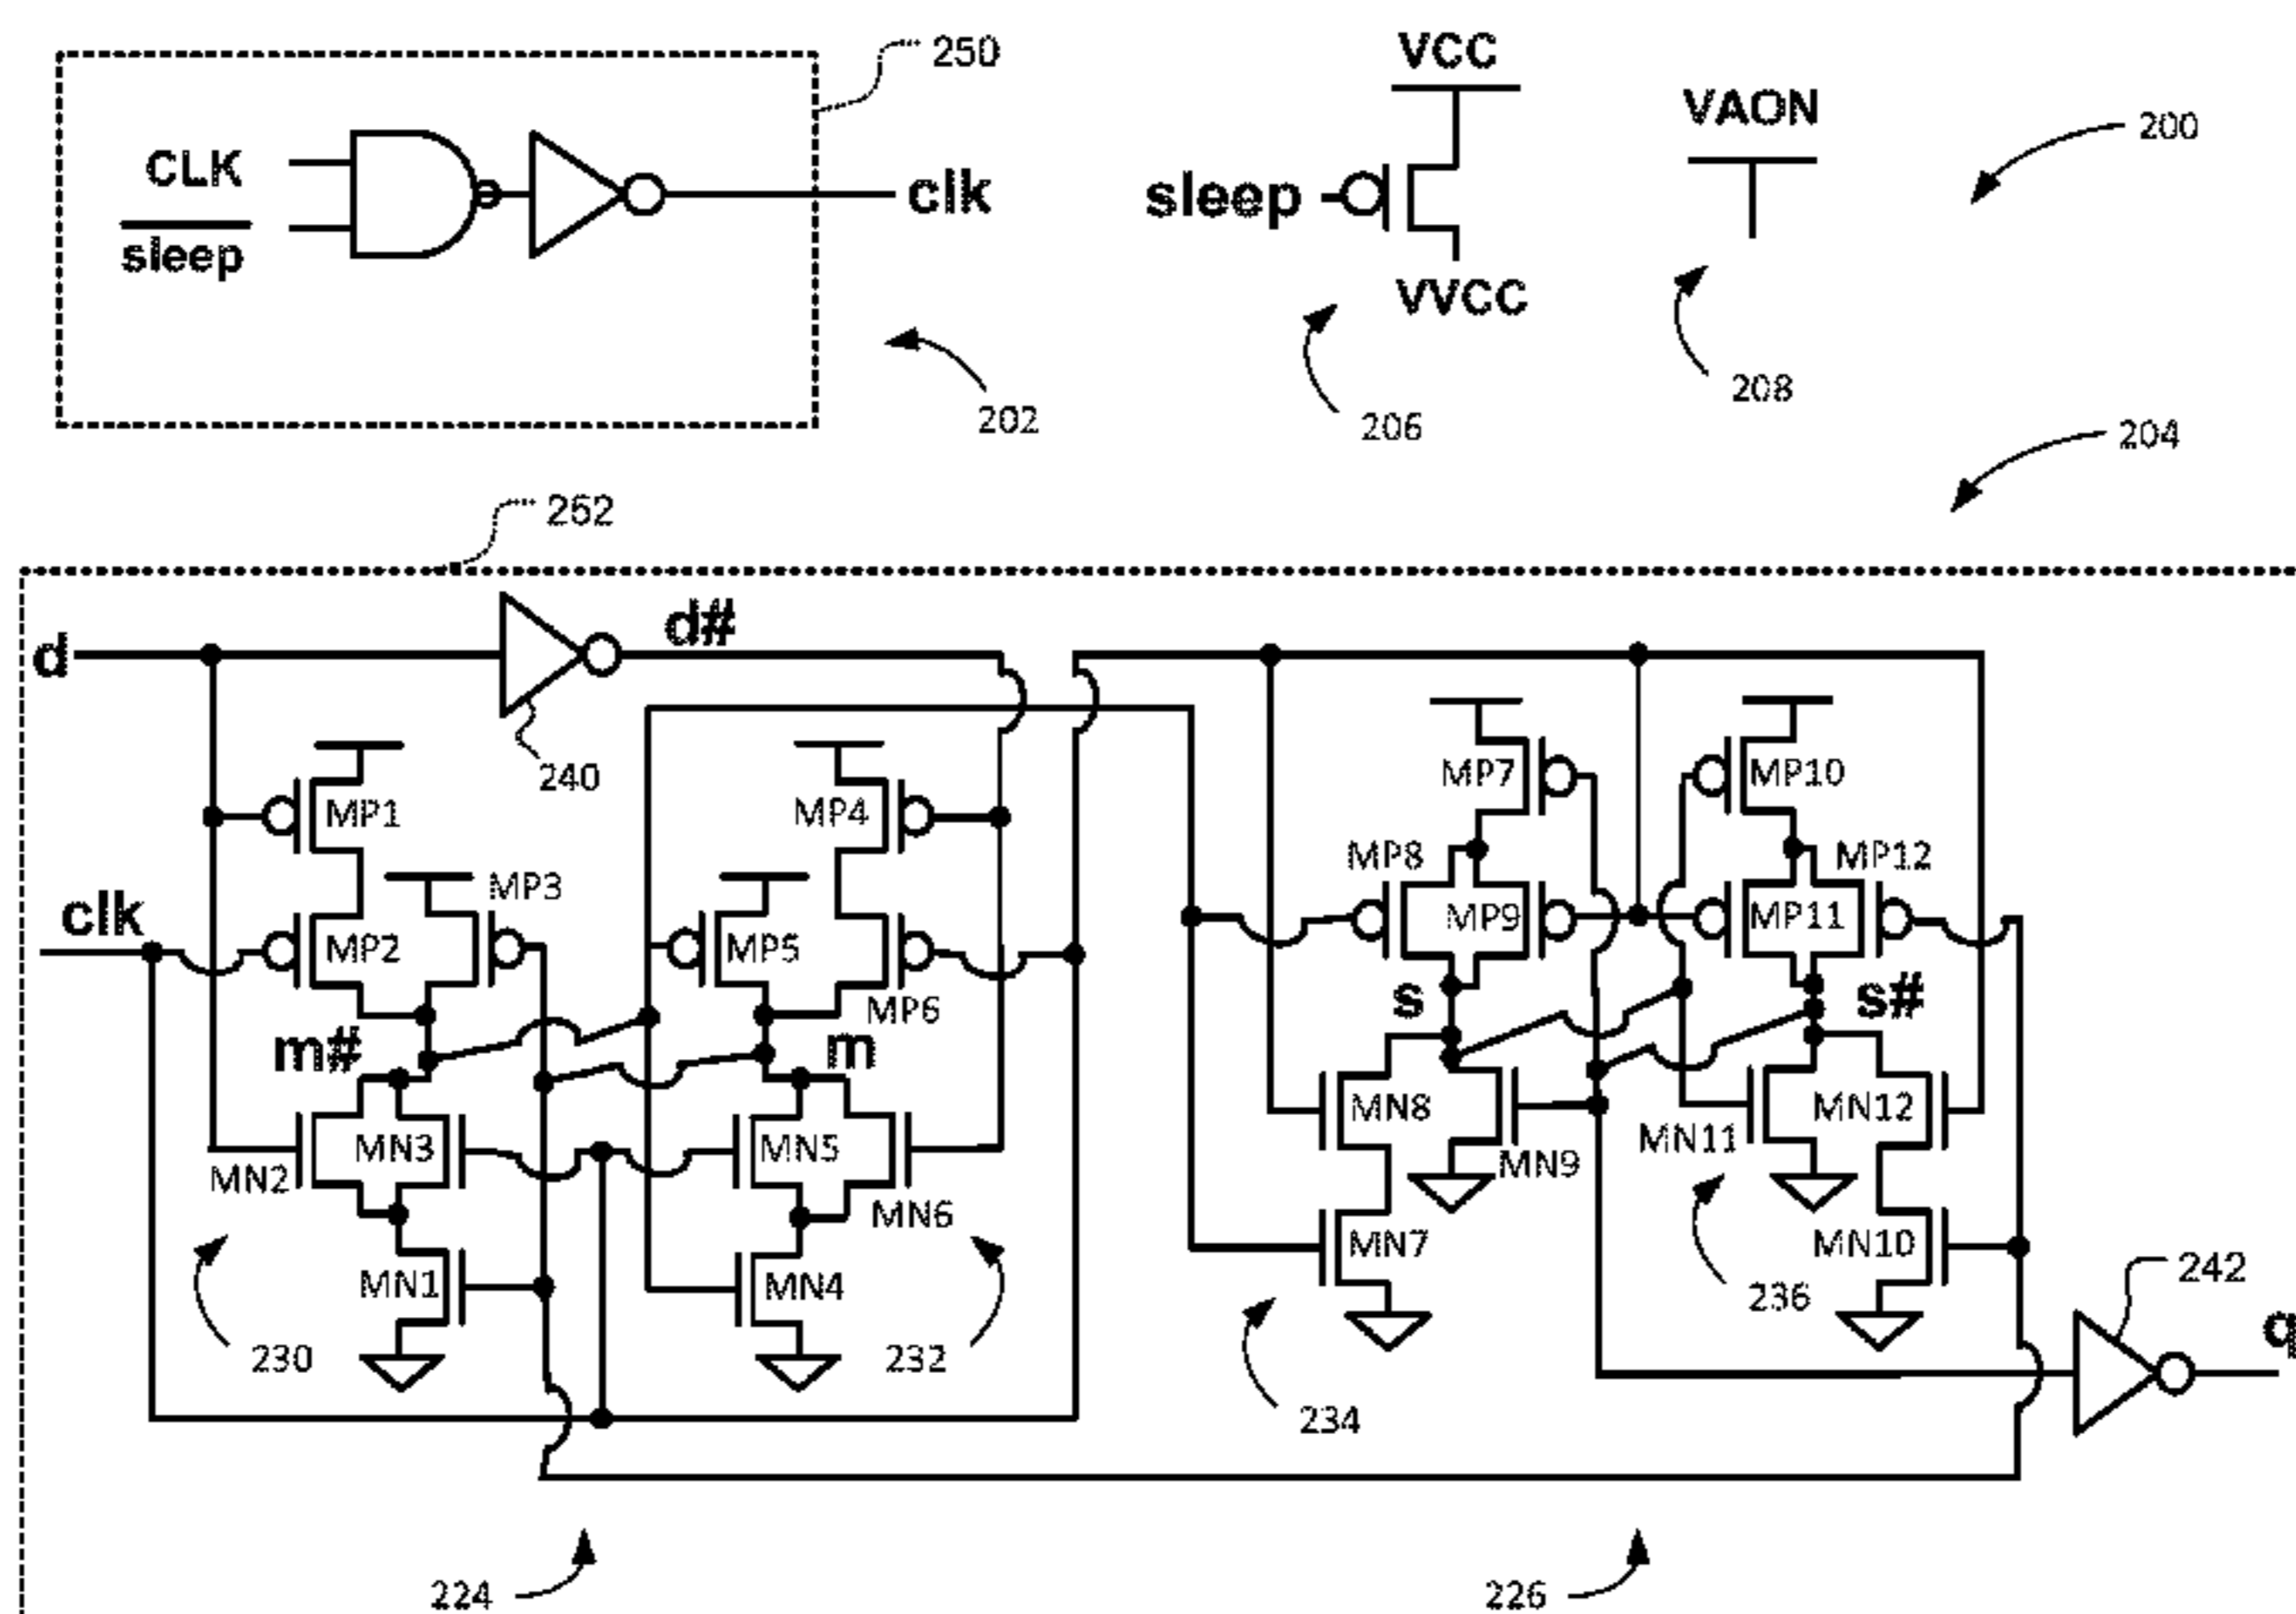 250
VCC
VAON
200
CLK
sleep
clk
sleep
VVCC
202
206
208
204
252
d
d#
240
MP1
MP4
MP7
MP10
clk
MP3
MP8
MP12
MP2
MP5
MP9
MP11
MP6
m#
m
s
s#
MN2
MN3
MN5
MN6
MN8
MN9
MN11
MN12
MN1
MN4
MN7
MN10
230
232
234
236
242
q
224
226